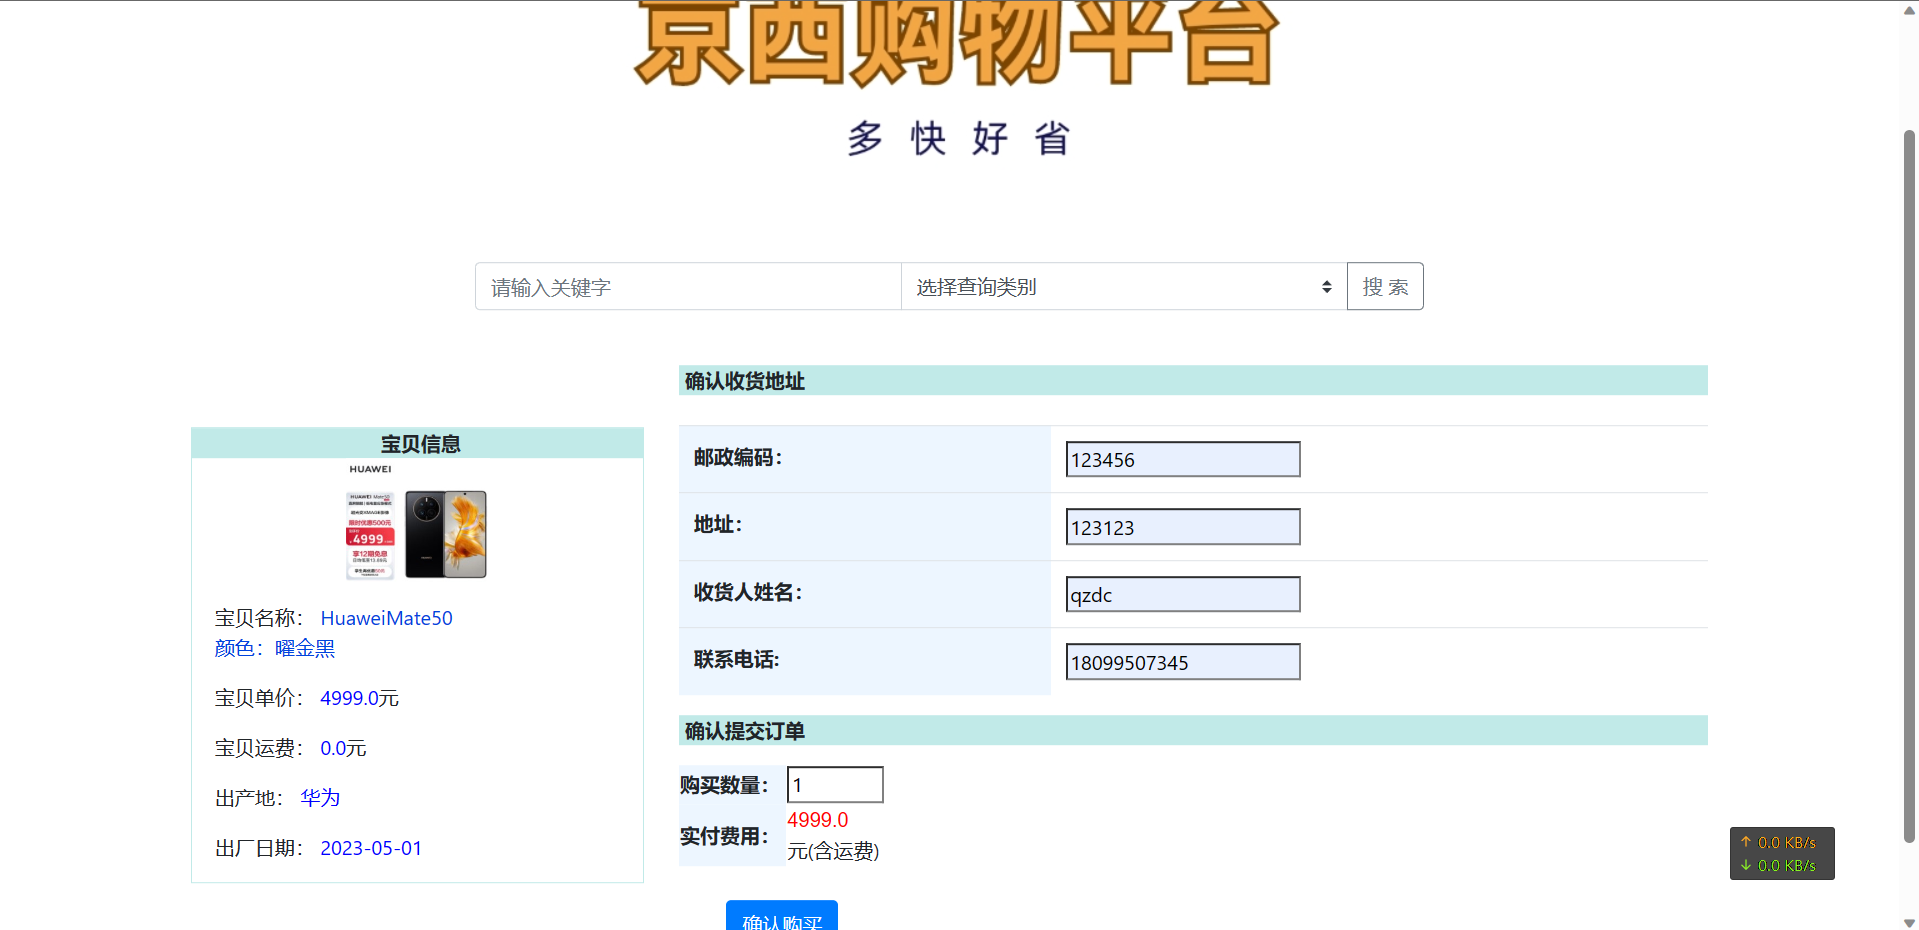 京西购物平台
多 快 好 省
请输入关键字
选择查询类别
搜 索
确认收货地址
宝贝信息
HUAWEI
4999
宝贝名称： HuaweiMate50
颜色：曜金黑
宝贝单价： 4999.0元
宝贝运费： 0.0元
出产地： 华为
出厂日期： 2023-05-01
邮政编码：
123456
地址：
123123
收货人姓名：
qzdc
联系电话:
18099507345
确认提交订单
购买数量：
1
实付费用：
4999.0
元(含运费)
确认购买
↑ 0.0 KB/s
↓ 0.0 KB/s